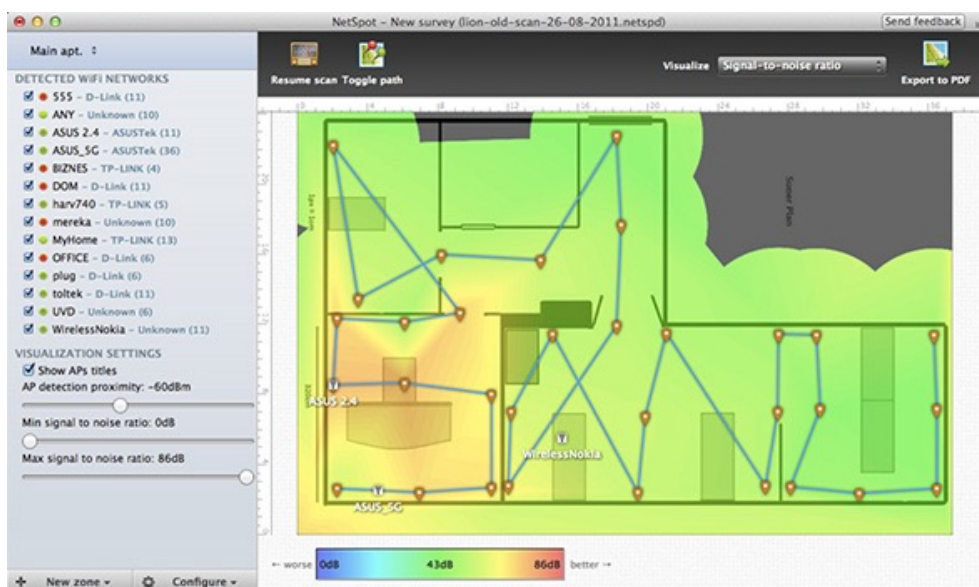 NetSpot – New survey (lion-old-scan-26-08-2011.netspd)
Send feedback
Main apt.
Resume scan
Toggle path
Visualize
Signal-to-noise ratio
Export to PDF
DETECTED WiFi NETWORKS
555 – D-Link (11)
ANY – Unknown (10)
ASUS 2.4 – ASUSTek (11)
ASUS_5G – ASUSTek (36)
BIZNES – TP-LINK (4)
DOM – D-Link (11)
harv740 – TP-LINK (5)
mereka – Unknown (10)
MyHome – TP-LINK (13)
OFFICE – D-Link (6)
plug – D-Link (6)
toltek – D-Link (11)
UVD – Unknown (6)
WirelessNokia – Unknown (11)
VISUALIZATION SETTINGS
Show APs titles
AP detection proximity: –60dBm
Min signal to noise ratio: 0dB
Max signal to noise ratio: 86dB
New zone
Configure
ASUS 2.4
ASUS_5G
WirelessNokia
← worse
0dB
43dB
86dB
better →